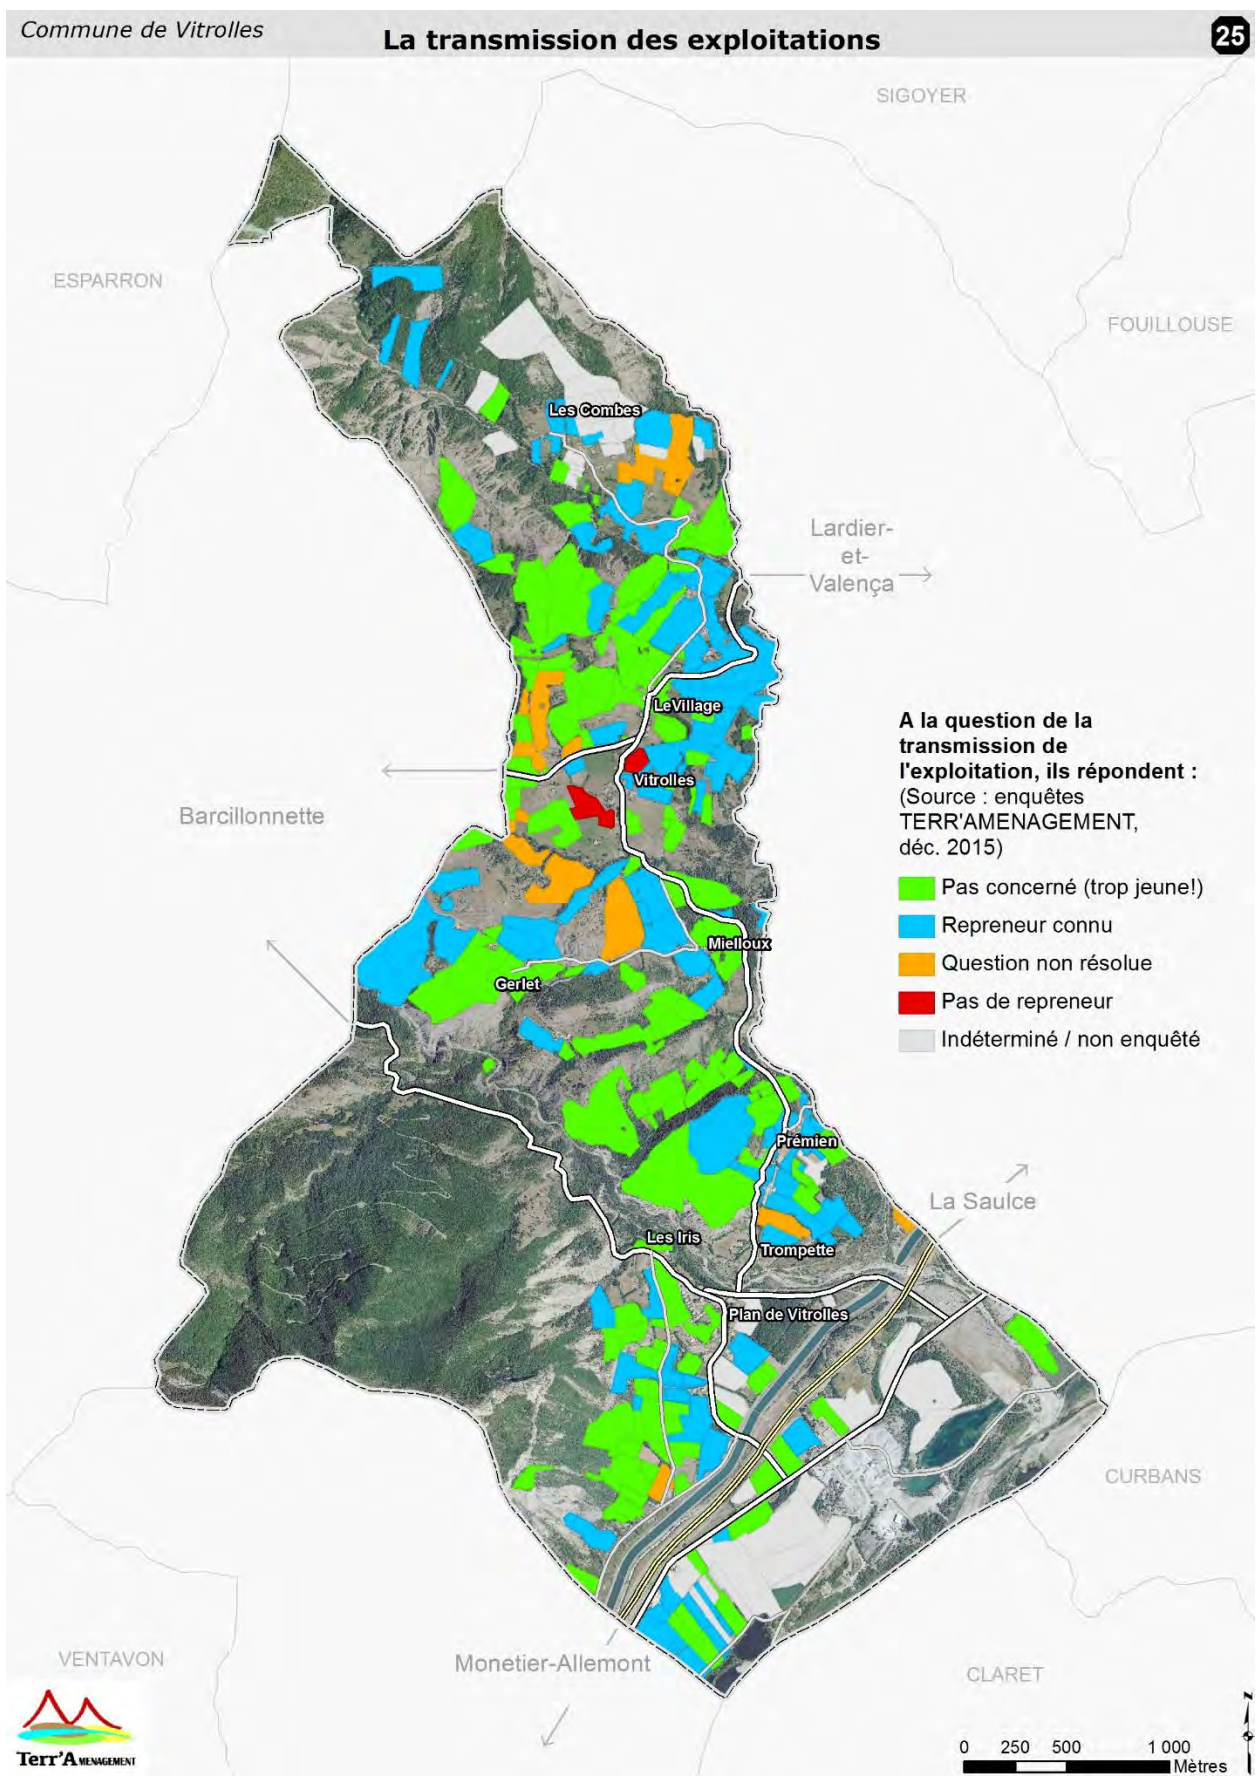 Commune de Vitrolles
La transmission des exploitations
25
SIGOYER
ESPARRON
FOUILLOUSE
Les Combes
Lardier-
et-
Valença
LeVillage
Vitrolles
Barcillonnette
A la question de la
transmission de
l'exploitation, ils répondent :
(Source : enquêtes
TERR'AMENAGEMENT,
déc. 2015)
Pas concerné (trop jeune!)
Repreneur connu
Question non résolue
Pas de repreneur
Indéterminé / non enquêté
Mielloux
Gerlet
Prémien
La Saulce
Les Iris
Trompette
Plan de Vitrolles
CURBANS
VENTAVON
Monetier-Allemont
CLARET
Terr'AMENAGEMENT
N
0 250 500 1 000
Mètres